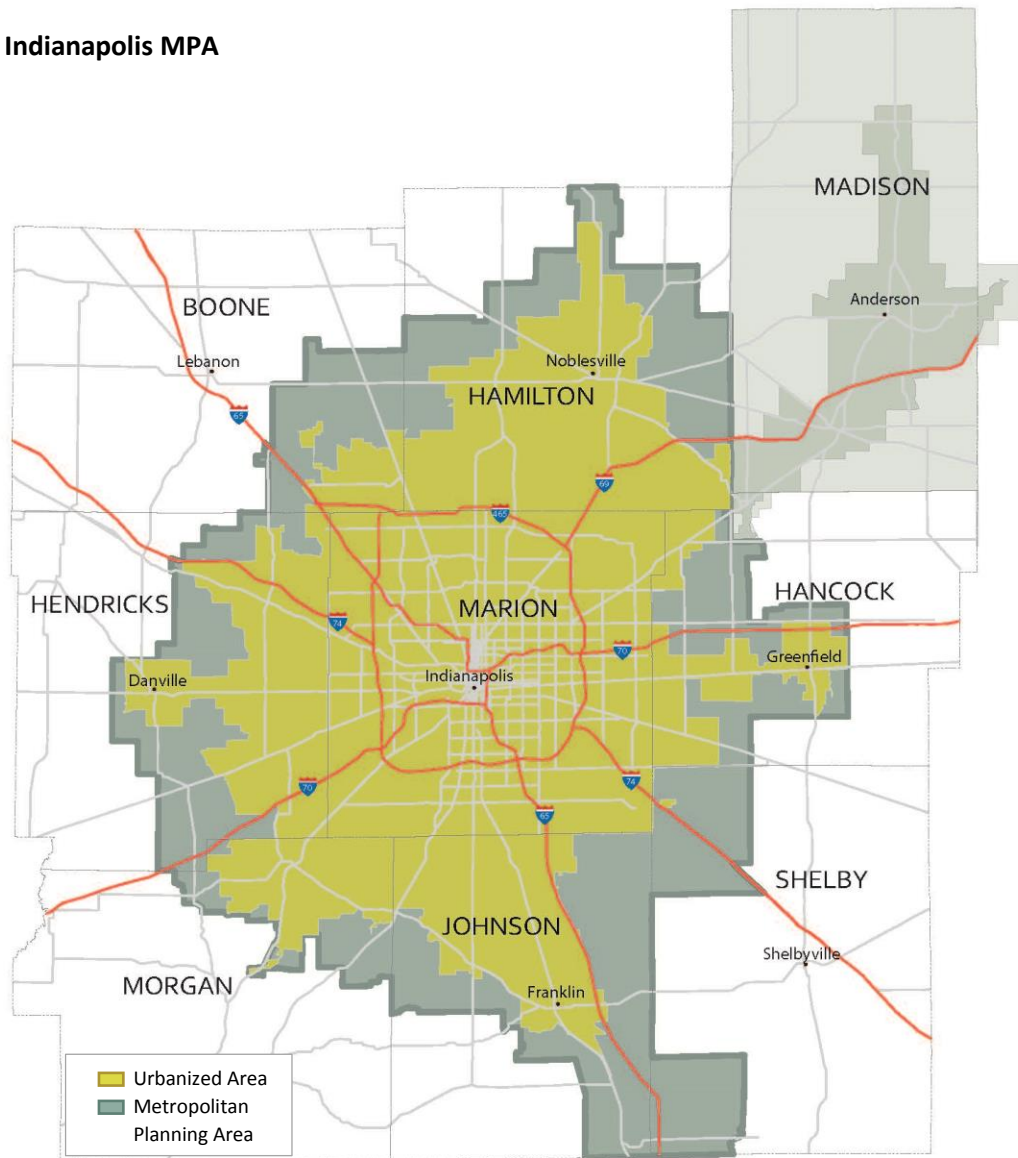 Indianapolis MPA
MADISON
Anderson
BOONE
Lebanon
Noblesville
HAMILTON
65
69
465
HENDRICKS
MARION
HANCOCK
74
70
Greenfield
Danville
Indianapolis
74
70
65
SHELBY
JOHNSON
Shelbyville
MORGAN
Franklin
Urbanized Area
Metropolitan
Planning Area